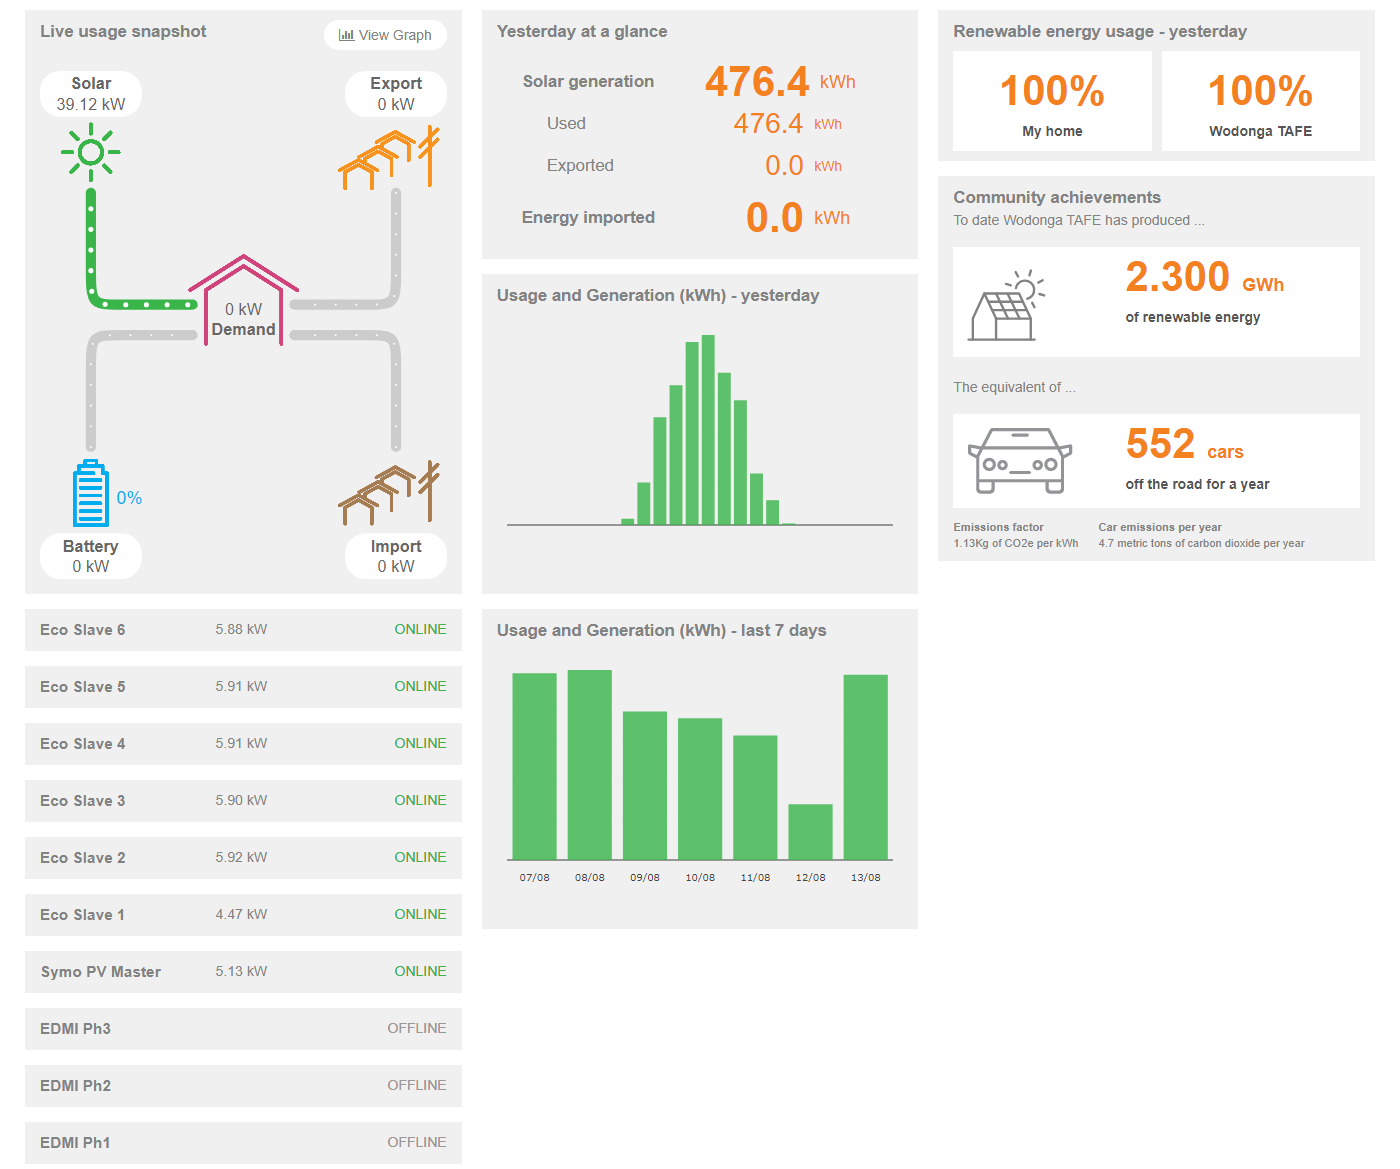 Live usage snapshot
View Graph
Solar
39.12 kW
Export
0 kW
0 kW
Demand
0%
Battery
0 kW
Import
0 kW
Eco Slave 6 5.88 kW ONLINE
Eco Slave 5 5.91 kW ONLINE
Eco Slave 4 5.91 kW ONLINE
Eco Slave 3 5.90 kW ONLINE
Eco Slave 2 5.92 kW ONLINE
Eco Slave 1 4.47 kW ONLINE
Symo PV Master 5.13 kW ONLINE
EDMI Ph3 OFFLINE
EDMI Ph2 OFFLINE
EDMI Ph1 OFFLINE
Yesterday at a glance
Solar generation 476.4 kWh
Used 476.4 kWh
Exported 0.0 kWh
Energy imported 0.0 kWh
Usage and Generation (kWh) - yesterday
Usage and Generation (kWh) - last 7 days
07/08 08/08 09/08 10/08 11/08 12/08 13/08
Renewable energy usage - yesterday
100%
My home
100%
Wodonga TAFE
Community achievements
To date Wodonga TAFE has produced ...
2.300 GWh
of renewable energy
The equivalent of ...
552 cars
off the road for a year
Emissions factor
1.13Kg of CO2e per kWh
Car emissions per year
4.7 metric tons of carbon dioxide per year